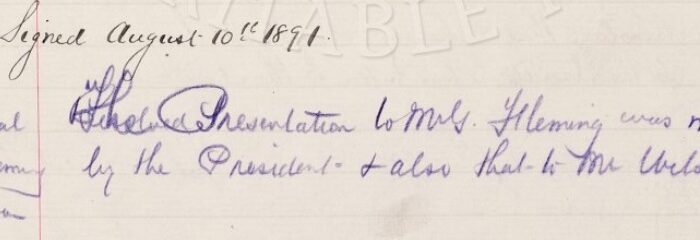 Signed August 10th 1891.
The Presentation to Mr G. Fleming was
by the President & also that to Mr